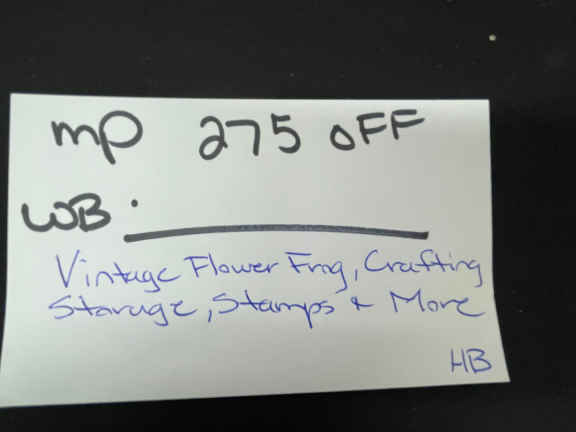 mp 275 OFF
WB.
Vintage Flower Frog, Crafting
Storage, Stamps & More
HB